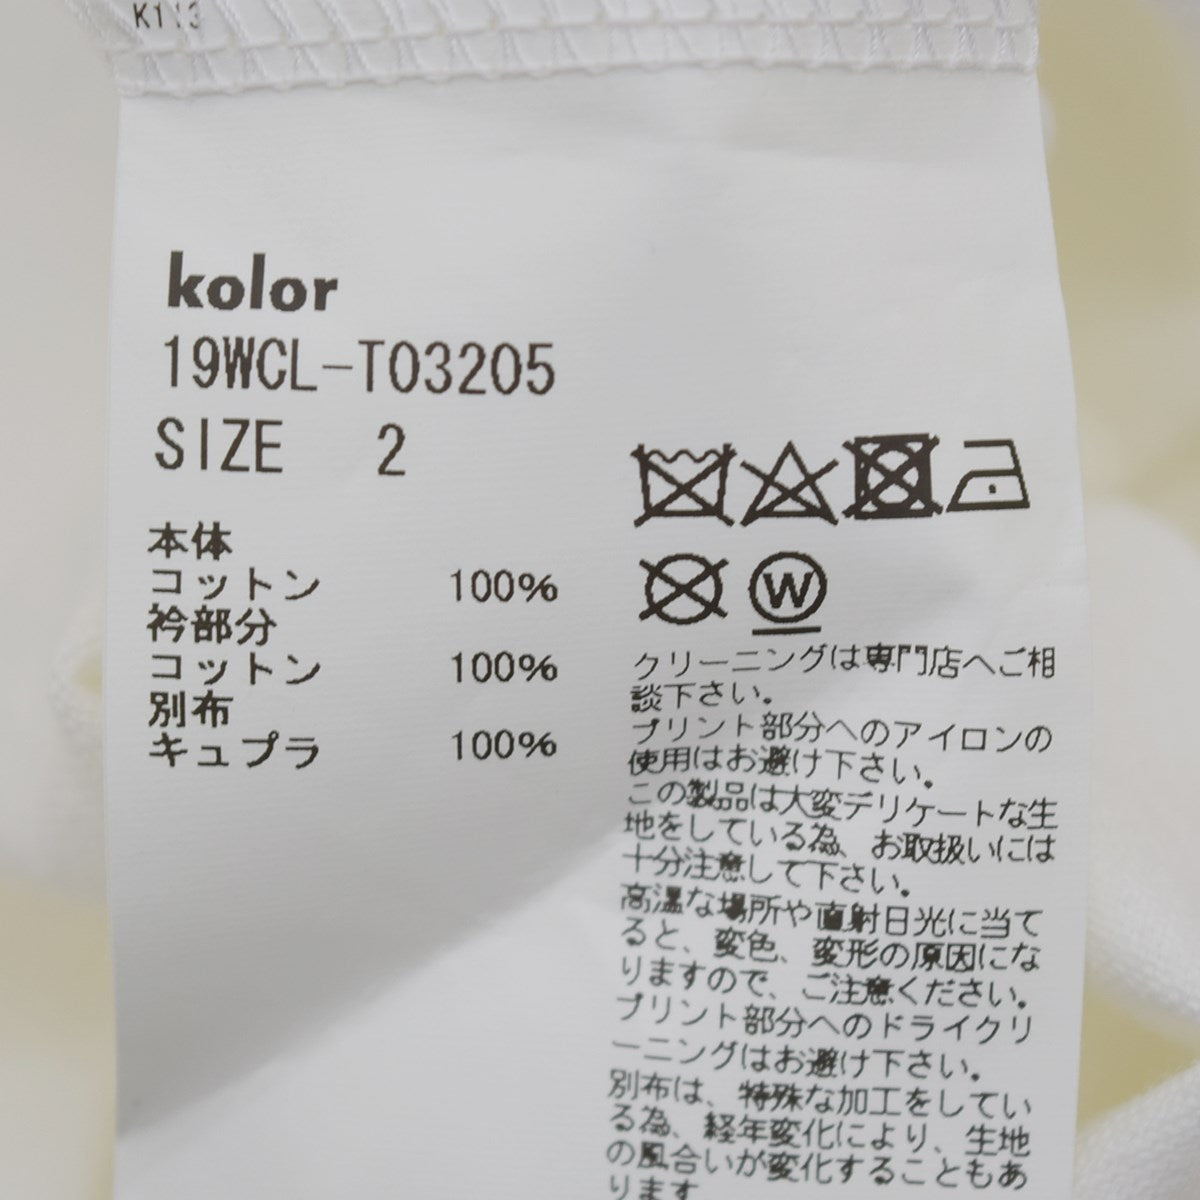 K113
kolor
19WCL-T03205
SIZE 2
本体
コットン 100%
衿部分
コットン 100%
別布
キュプラ 100%
W
クリーニングは専門店へご相
談下さい。
プリント部分へのアイロンの
使用はお避け下さい。
この製品は大変デリケートな生
地をしている為、お取扱いには
十分注意して下さい。
高温な場所や直射日光に当て
ると、変色、変形の原因にな
りますので、ご注意ください。
プリント部分へのドライクリ
ーニングはお避け下さい。
別布は、特殊な加工をしてい
る為、経年変化により、生地
の風合いが変化することもあ
ります